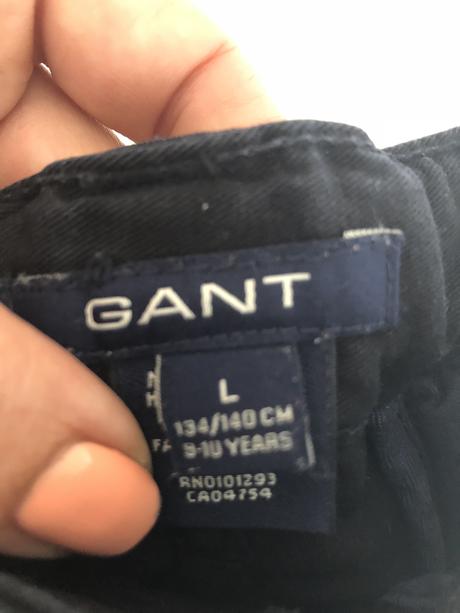 GANT
L
134/140 CM
9-10 YEARS
RN0101293
CA04754